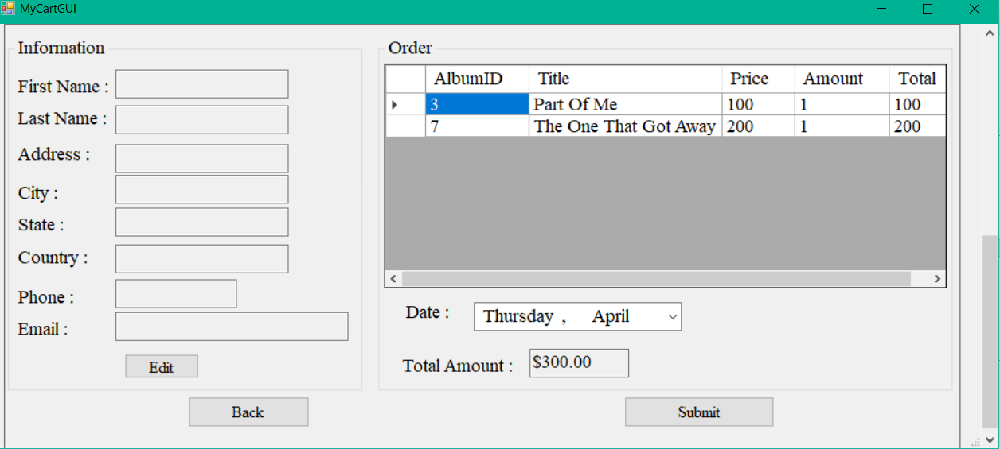 MyCartGUI
Information
First Name :
Last Name :
Address :
City :
State :
Country :
Phone :
Email :
Edit
Back
Order
AlbumID Title Price Amount Total
3 Part Of Me 100 1 100
7 The One That Got Away 200 1 200
Date : Thursday , April
Total Amount : $300.00
Submit